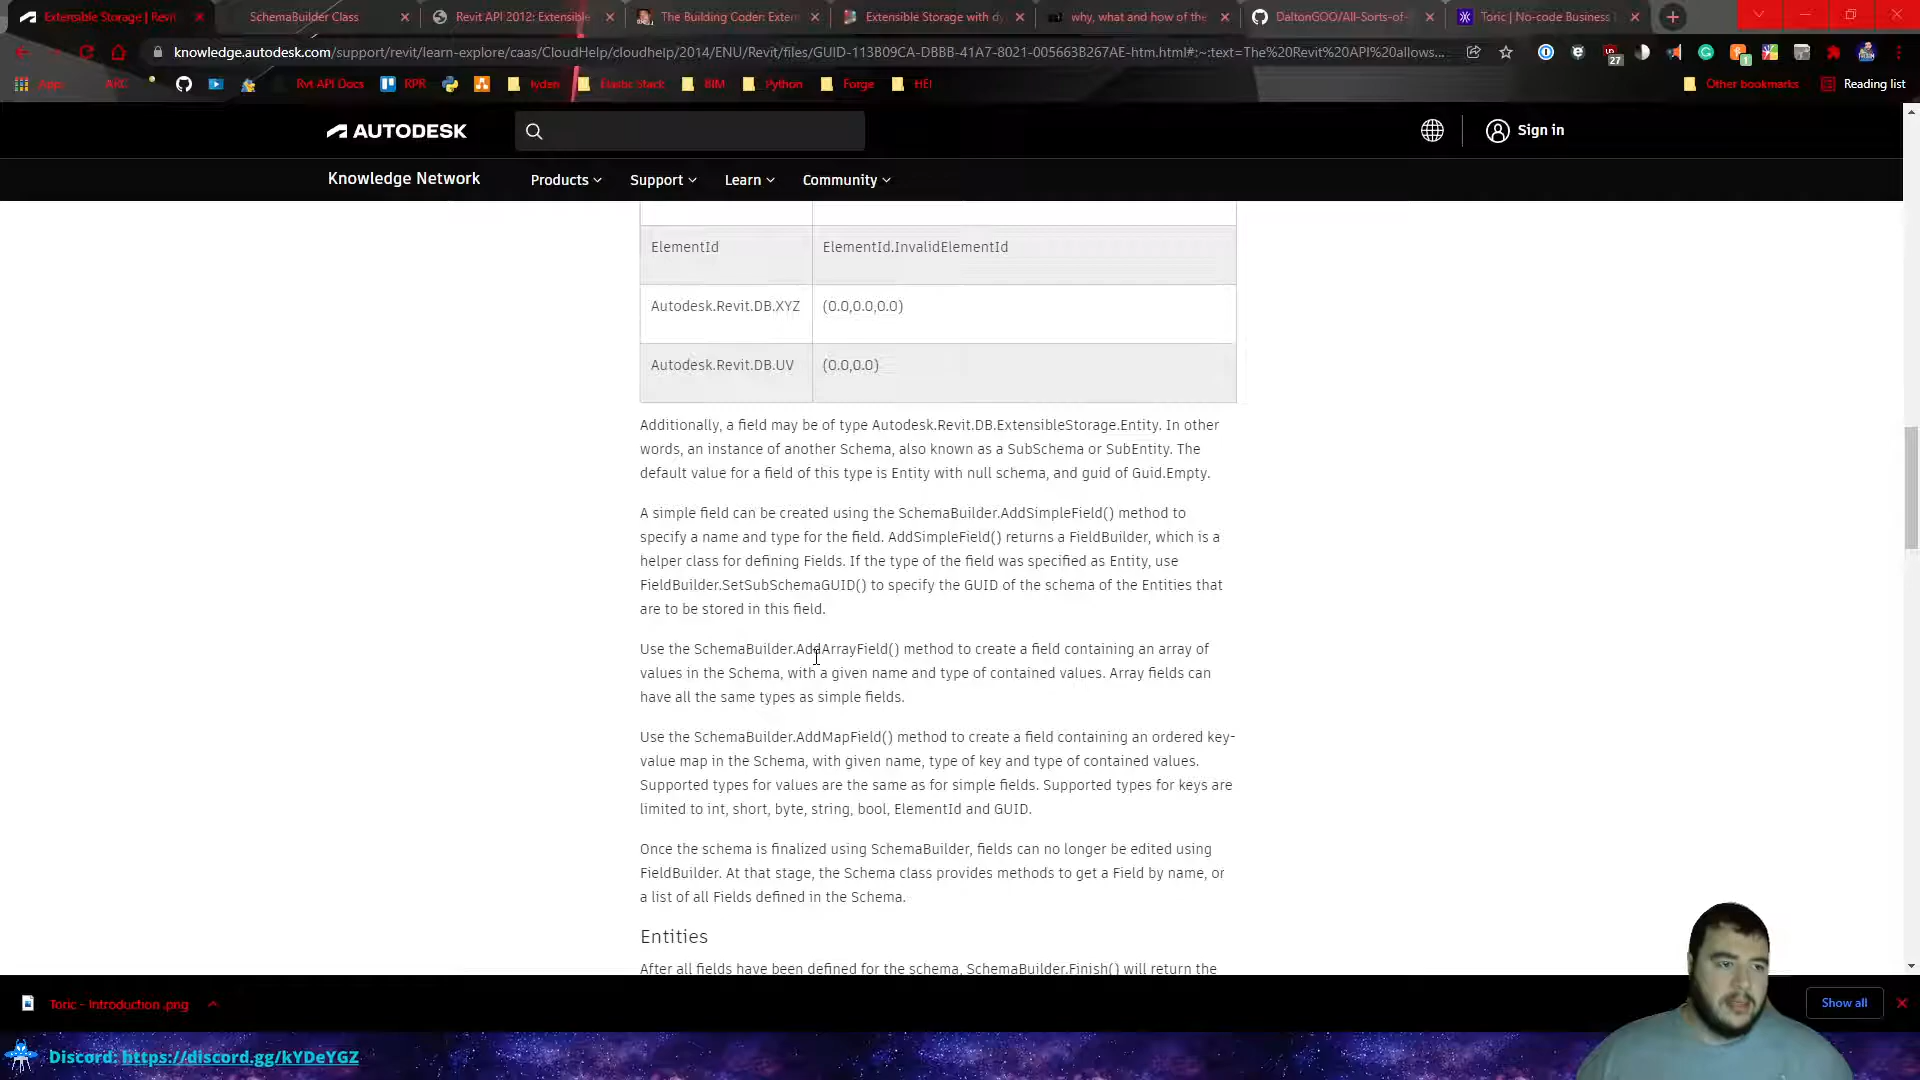 Extensible Storage | Revit
SchemaBuilder Class
Revit API 2012: Extensible
The Building Coder: Exten
Extensible Storage with dy
why, what and how of the
DaltonGOO/All-Sorts-of-
Toric | No-code Business
knowledge.autodesk.com/support/revit/learn-explore/caas/CloudHelp/cloudhelp/2014/ENU/Revit/files/GUID-113B09CA-DBBB-41A7-8021-005663B267AE-htm.html#:~:text=The%20Revit%20API%20allows...
27
1
Apps
ARC
Rvt API Docs
RPR
Iyden
Elastic Stack
BIM
Python
Forge
HEI
Other bookmarks
Reading list
AUTODESK
Sign in
Knowledge Network
Products
Support
Learn
Community
ElementId
ElementId.InvalidElementId
Autodesk.Revit.DB.XYZ
(0.0,0.0,0.0)
Autodesk.Revit.DB.UV
(0.0,0.0)
Additionally, a field may be of type Autodesk.Revit.DB.ExtensibleStorage.Entity. In other
words, an instance of another Schema, also known as a SubSchema or SubEntity. The
default value for a field of this type is Entity with null schema, and guid of Guid.Empty.
A simple field can be created using the SchemaBuilder.AddSimpleField() method to
specify a name and type for the field. AddSimpleField() returns a FieldBuilder, which is a
helper class for defining Fields. If the type of the field was specified as Entity, use
FieldBuilder.SetSubSchemaGUID() to specify the GUID of the schema of the Entities that
are to be stored in this field.
Use the SchemaBuilder.AddArrayField() method to create a field containing an array of
values in the Schema, with a given name and type of contained values. Array fields can
have all the same types as simple fields.
Use the SchemaBuilder.AddMapField() method to create a field containing an ordered key-
value map in the Schema, with given name, type of key and type of contained values.
Supported types for values are the same as for simple fields. Supported types for keys are
limited to int, short, byte, string, bool, ElementId and GUID.
Once the schema is finalized using SchemaBuilder, fields can no longer be edited using
FieldBuilder. At that stage, the Schema class provides methods to get a Field by name, or
a list of all Fields defined in the Schema.
Entities
After all fields have been defined for the schema, SchemaBuilder.Finish() will return the
Toric - Introduction .png
Show all
Discord: https://discord.gg/kYDeYGZ